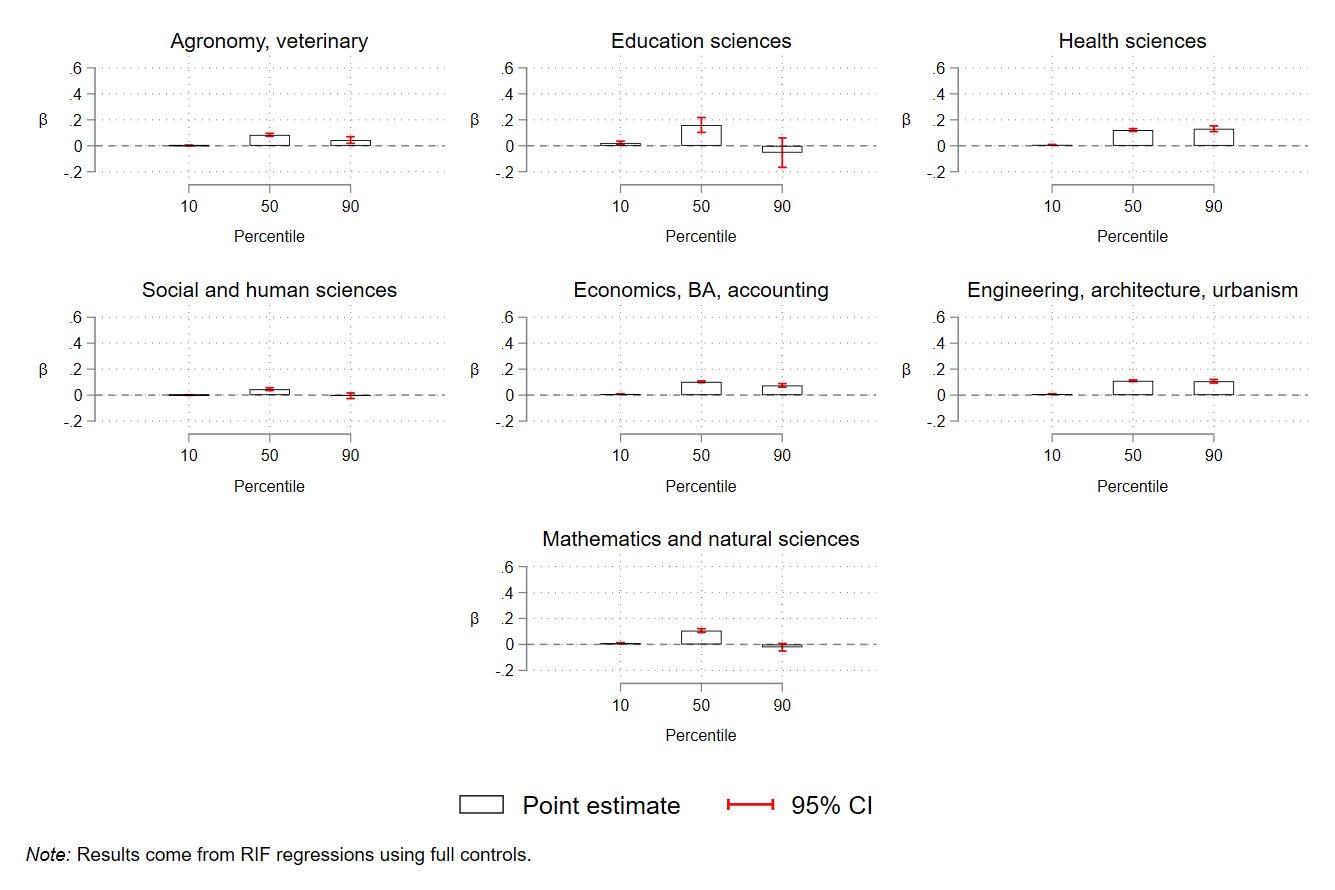 Agronomy, veterinary
.6
.4
.2
0
-.2
β
10 50 90
Percentile
Education sciences
.6
.4
.2
0
-.2
β
10 50 90
Percentile
Health sciences
.6
.4
.2
0
-.2
β
10 50 90
Percentile
Social and human sciences
.6
.4
.2
0
-.2
β
10 50 90
Percentile
Economics, BA, accounting
.6
.4
.2
0
-.2
β
10 50 90
Percentile
Engineering, architecture, urbanism
.6
.4
.2
0
-.2
β
10 50 90
Percentile
Mathematics and natural sciences
.6
.4
.2
0
-.2
β
10 50 90
Percentile
Point estimate 95% CI
Note: Results come from RIF regressions using full controls.